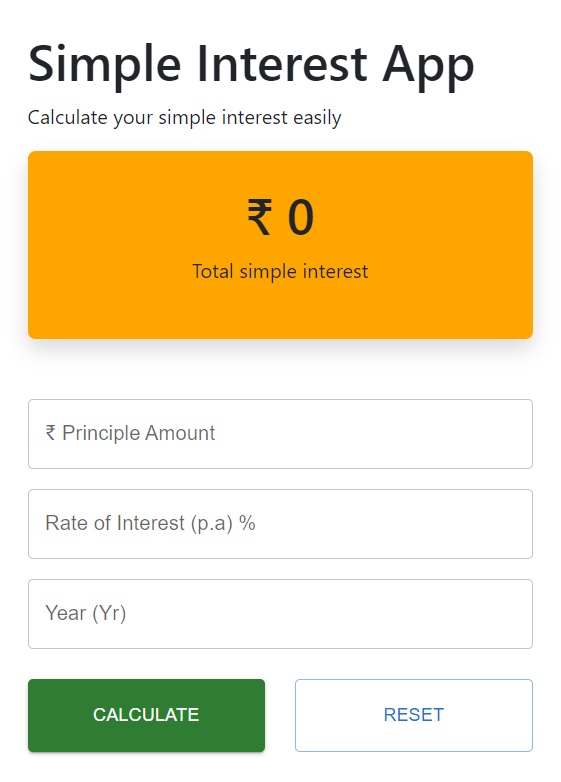 Simple Interest App
Calculate your simple interest easily
₹ 0
Total simple interest
₹ Principle Amount
Rate of Interest (p.a) %
Year (Yr)
CALCULATE
RESET